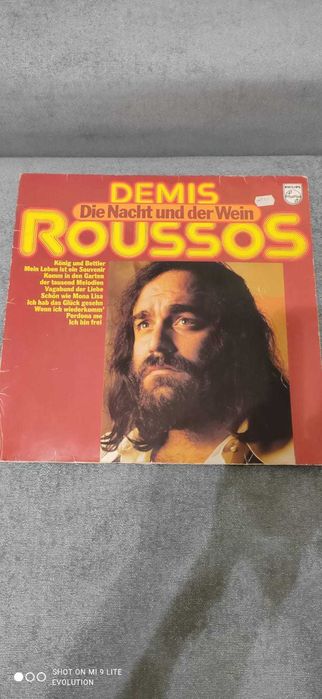 DEMIS
PHILIPS
Die Nacht und der Wein
ROUSSOS
König und Bettler
Mein Leben ist ein Souvenir
Komm in den Garten
der tausend Melodien
Vagabund der Liebe
Schön wie Mona Lisa
Ich hab das Glück gesehn
Wenn ich wiederkomm'
Perdona me
Ich bin frei
SHOT ON MI 9 LITE
EVOLUTION